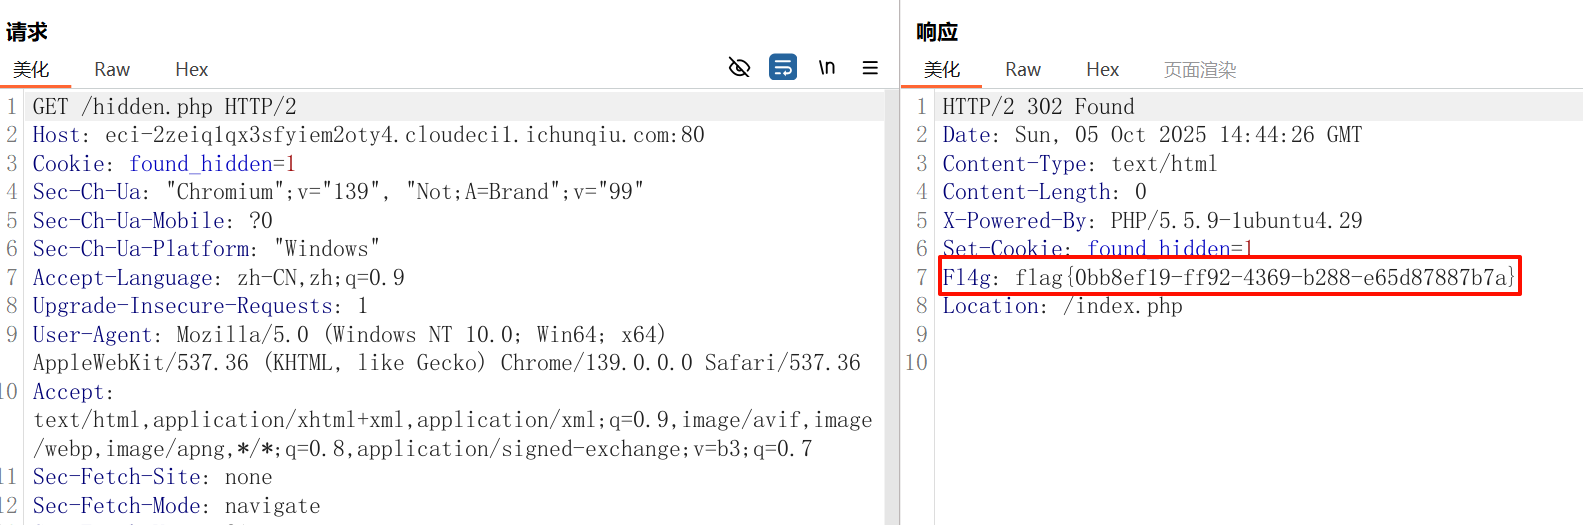 请求
美化 Raw Hex \n
1 GET /hidden.php HTTP/2
2 Host: eci-2zeiq1qx3sfyiem2oty4.cloudeci1.ichunqiu.com:80
3 Cookie: found_hidden=1
4 Sec-Ch-Ua: "Chromium";v="139", "Not;A=Brand";v="99"
5 Sec-Ch-Ua-Mobile: ?0
6 Sec-Ch-Ua-Platform: "Windows"
7 Accept-Language: zh-CN,zh;q=0.9
8 Upgrade-Insecure-Requests: 1
9 User-Agent: Mozilla/5.0 (Windows NT 10.0; Win64; x64)
AppleWebKit/537.36 (KHTML, like Gecko) Chrome/139.0.0.0 Safari/537.36
10 Accept:
text/html,application/xhtml+xml,application/xml;q=0.9,image/avif,image
/webp,image/apng,*/*;q=0.8,application/signed-exchange;v=b3;q=0.7
11 Sec-Fetch-Site: none
12 Sec-Fetch-Mode: navigate
响应
美化 Raw Hex 页面渲染
1 HTTP/2 302 Found
2 Date: Sun, 05 Oct 2025 14:44:26 GMT
3 Content-Type: text/html
4 Content-Length: 0
5 X-Powered-By: PHP/5.5.9-1ubuntu4.29
6 Set-Cookie: found_hidden=1
7 Fl4g: flag{0bb8ef19-ff92-4369-b288-e65d87887b7a}
8 Location: /index.php
9
10